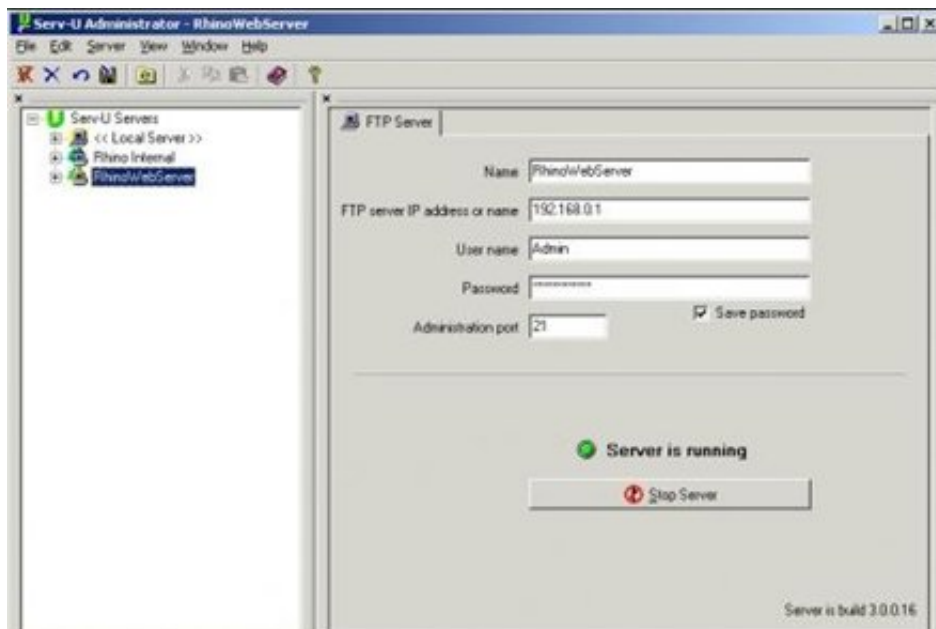 Serv-U Administrator - RhinoWebServer
File Edit Server View Window Help
Serv-U Servers
<< Local Server >>
Rhino Internal
RhinoWebServer
FTP Server
Name RhinoWebServer
FTP server IP address or name 192.168.0.1
User name Admin
Password
Save password
Administration port 21
Server is running
Stop Server
Server is build 3.0.0.16